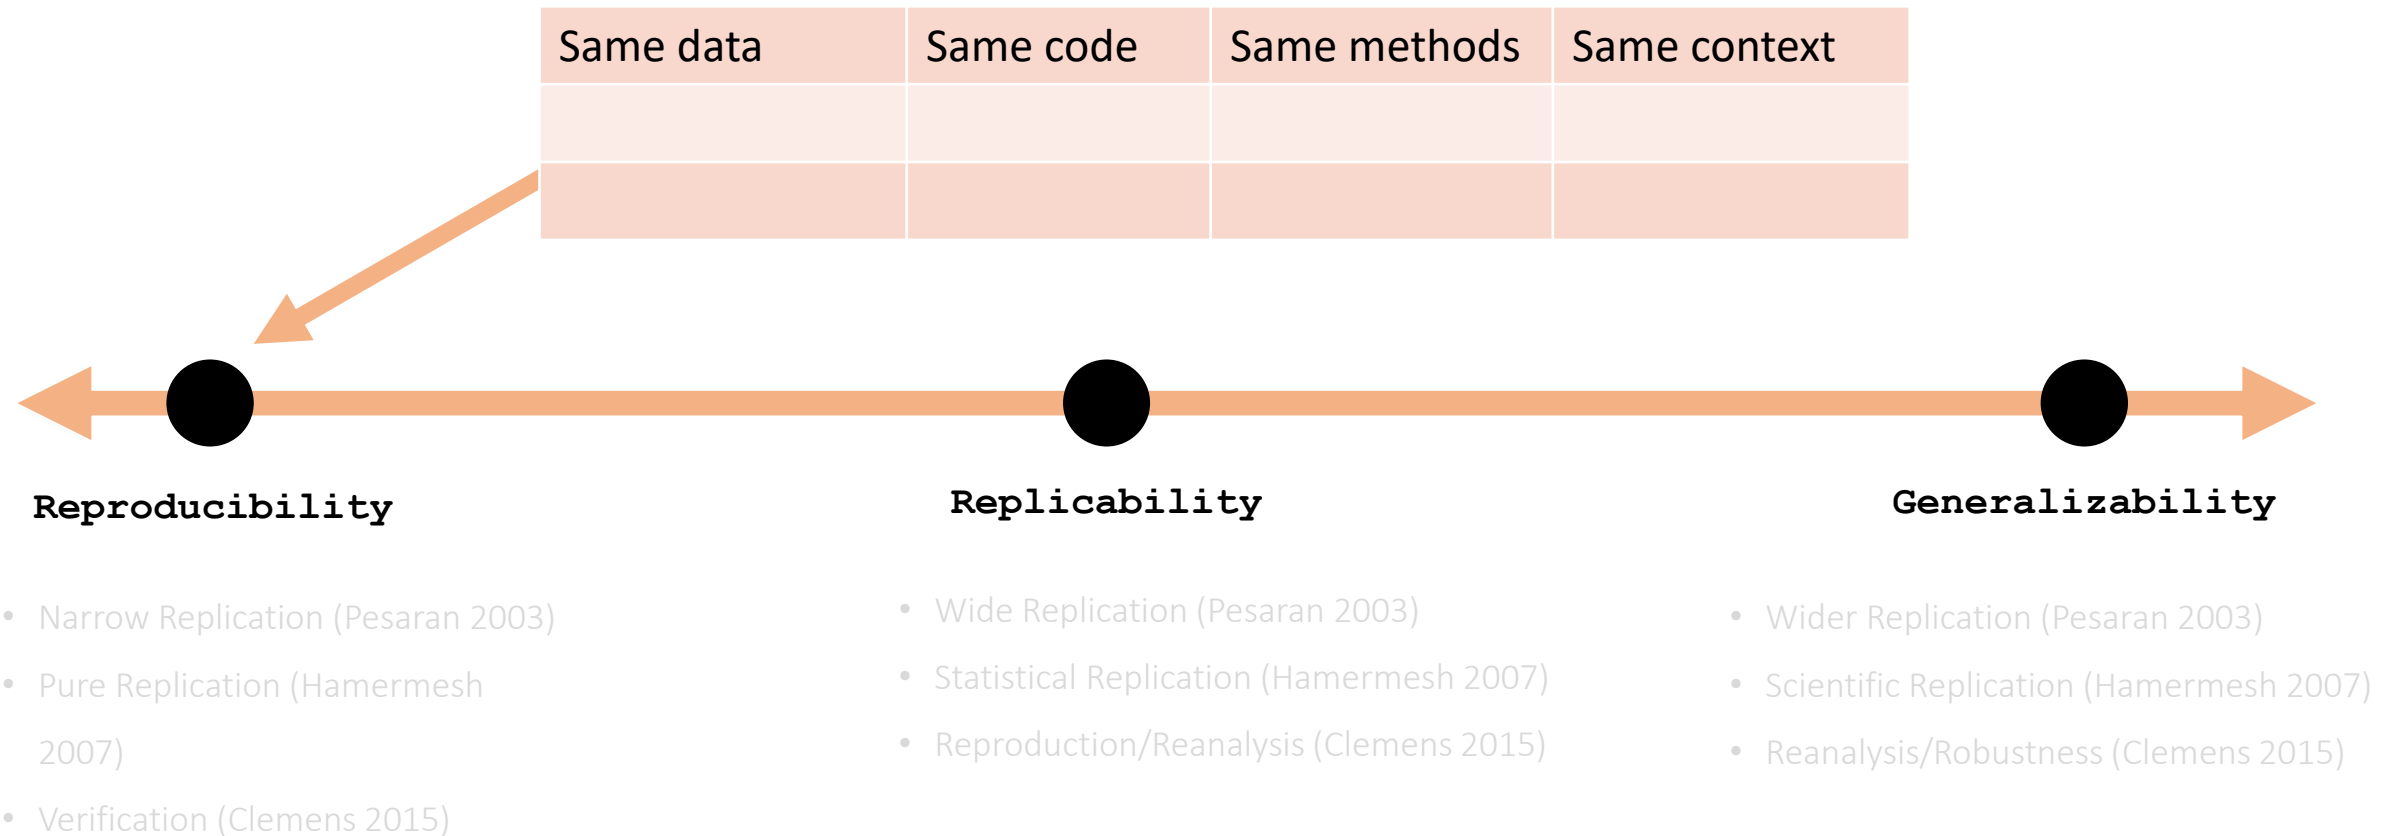 Same data Same code Same methods Same context
Reproducibility
Replicability
Generalizability
• Narrow Replication (Pesaran 2003)
• Pure Replication (Hamermesh
2007)
• Verification (Clemens 2015)
• Wide Replication (Pesaran 2003)
• Statistical Replication (Hamermesh 2007)
• Reproduction/Reanalysis (Clemens 2015)
• Wider Replication (Pesaran 2003)
• Scientific Replication (Hamermesh 2007)
• Reanalysis/Robustness (Clemens 2015)